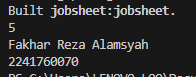 Built jobsheet:jobsheet.
5
Fakhar Reza Alamsyah
2241760070